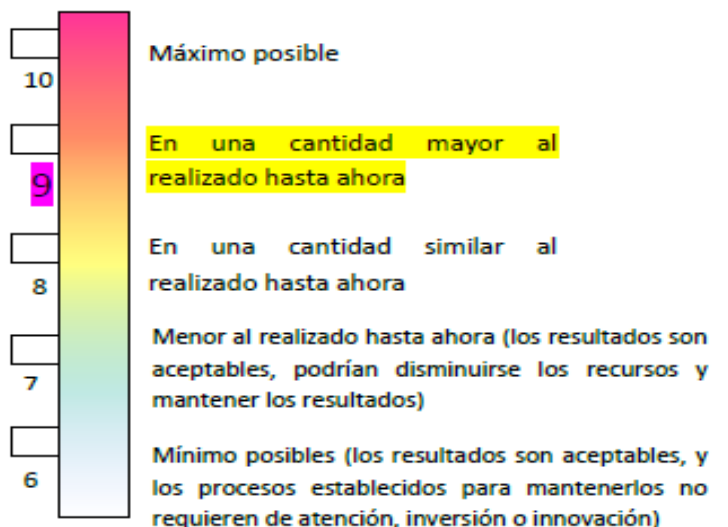 10
Máximo posible
9
En una cantidad mayor al
realizado hasta ahora
8
En una cantidad similar al
realizado hasta ahora
7
Menor al realizado hasta ahora (los resultados son
aceptables, podrían disminuirse los recursos y
mantener los resultados)
6
Mínimo posibles (los resultados son aceptables, y
los procesos establecidos para mantenerlos no
requieren de atención, inversión o innovación)